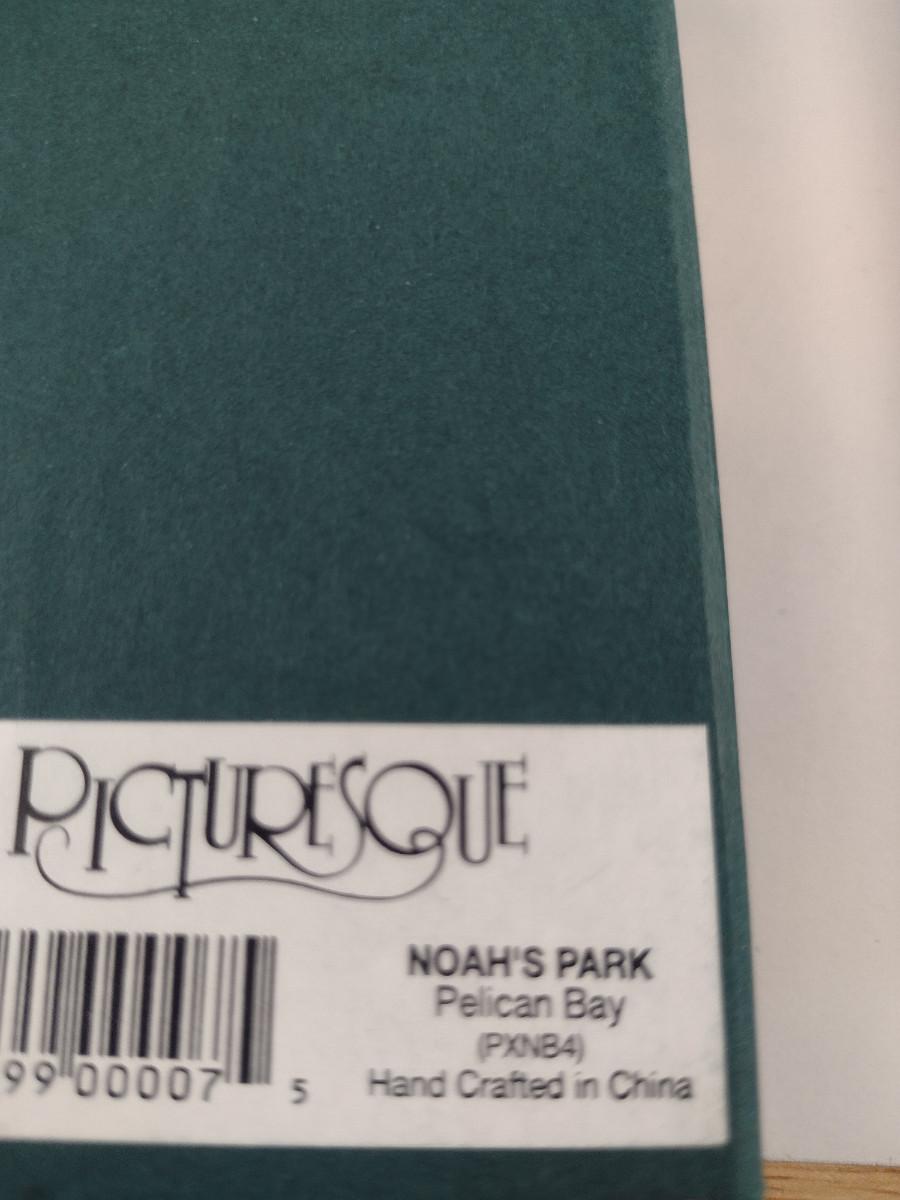 PICTURESQUE
NOAH'S PARK
Pelican Bay
(PXNB4)
Hand Crafted in China
99 00007 5